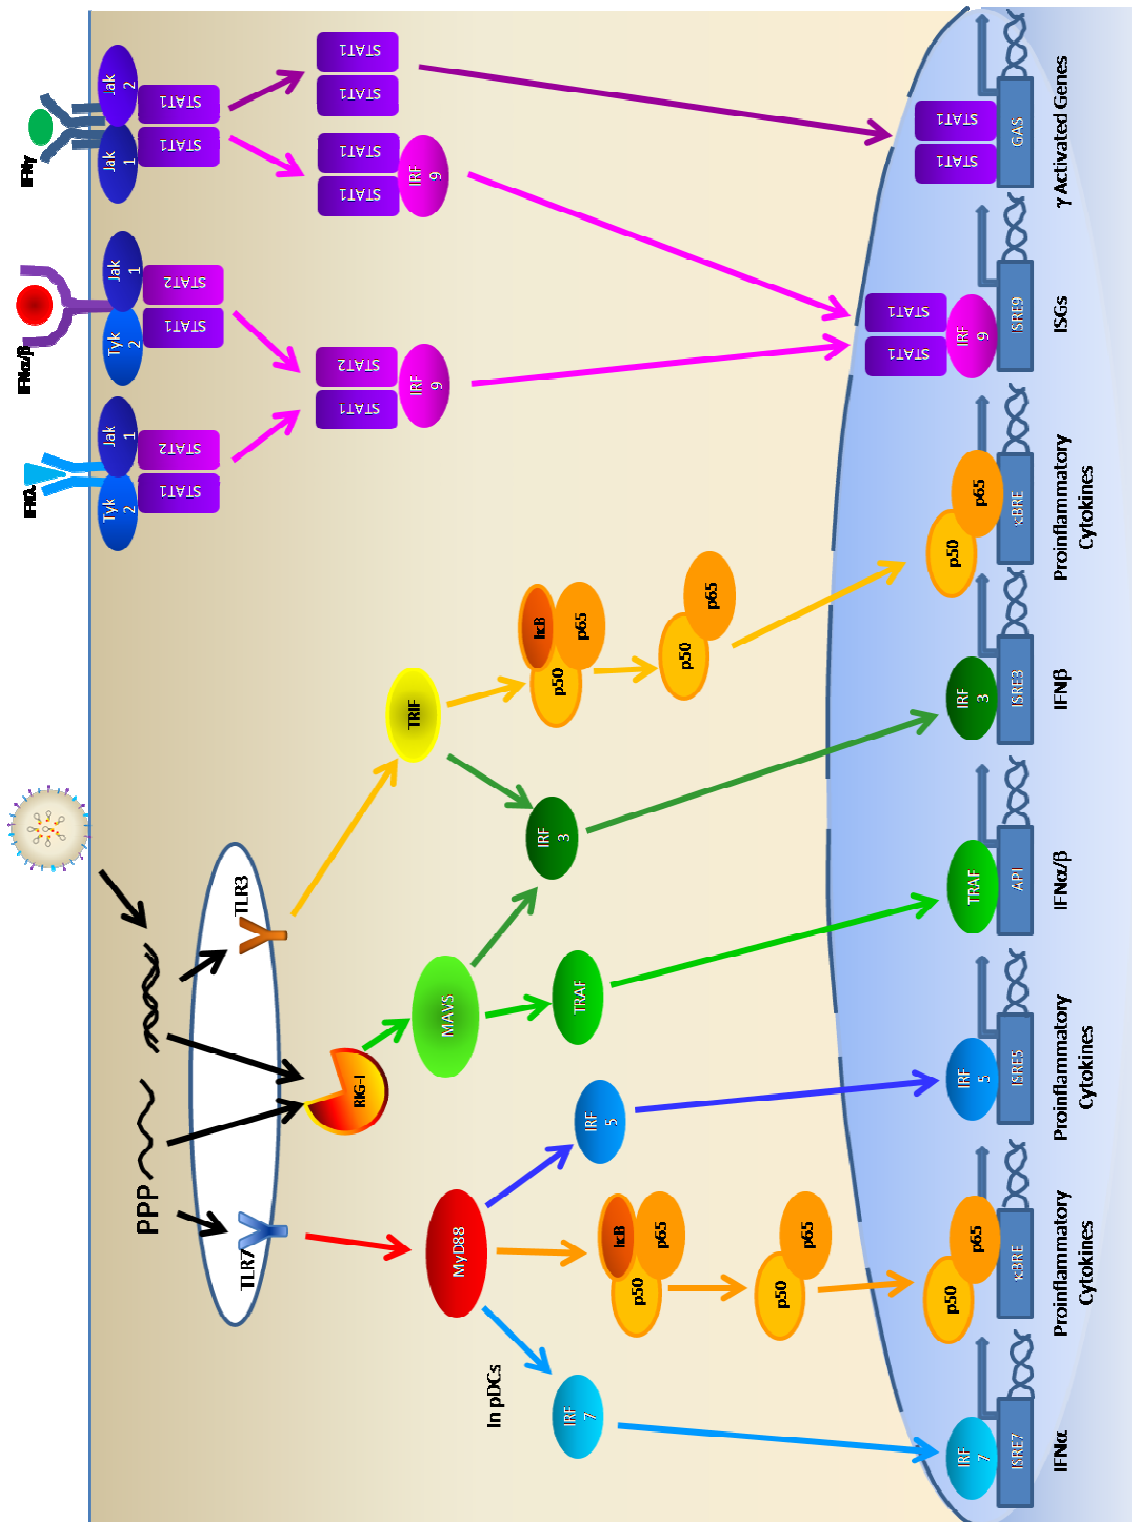 IFNλ
IFNα/β
IFNγ
Tyk
2
Jak
1
Tyk
2
Jak
1
Jak
1
Jak
2
STAT1
STAT2
STAT1
STAT2
STAT1
STAT1
PPP
TLR7
TLR3
STAT1
STAT2
IRF
9
STAT1
STAT1
IRF
9
STAT1
STAT1
RIG-I
TRIF
MAVS
MyD88
In pDCs
IRF
7
IκB
p50
p65
p50
p65
IRF
5
TRAF
IRF
3
IκB
p50
p65
p50
p65
IRF
7
p50
p65
IRF
5
TRAF
IRF
3
p50
p65
STAT1
STAT1
IRF
9
STAT1
STAT1
ISRE7
κBRE
ISRE5
API
ISRE3
κBRE
ISRE9
GAS
IFNα
Proinflammatory
Cytokines
Proinflammatory
Cytokines
IFNα/β
IFNβ
Proinflammatory
Cytokines
ISGs
γ Activated Genes